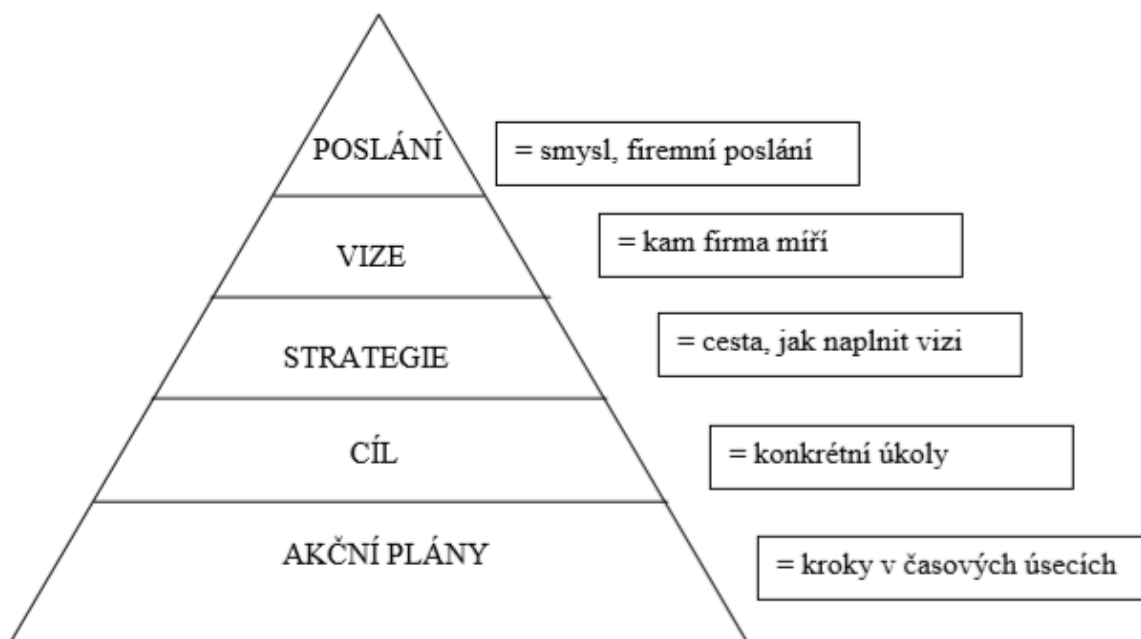 POSLÁNÍ
= smysl, firemní poslání
VIZE
= kam firma míří
STRATEGIE
= cesta, jak naplnit vizi
CÍL
= konkrétní úkoly
AKČNÍ PLÁNY
= kroky v časových úsecích